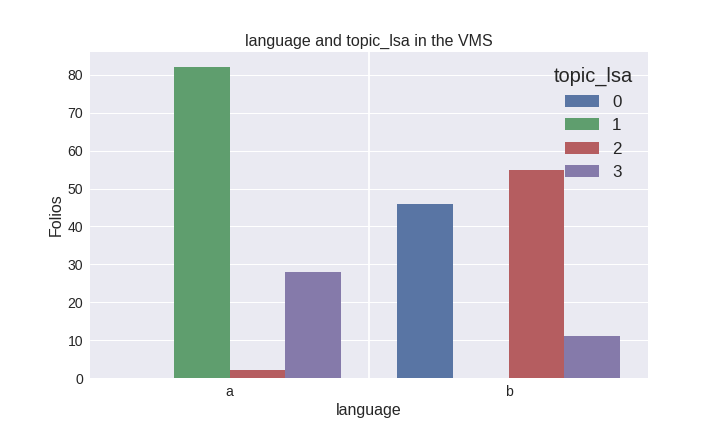 language and topic_lsa in the VMS
topic_lsa
0
1
2
3
80
70
60
50
40
30
20
10
0
Folios
a
b
language